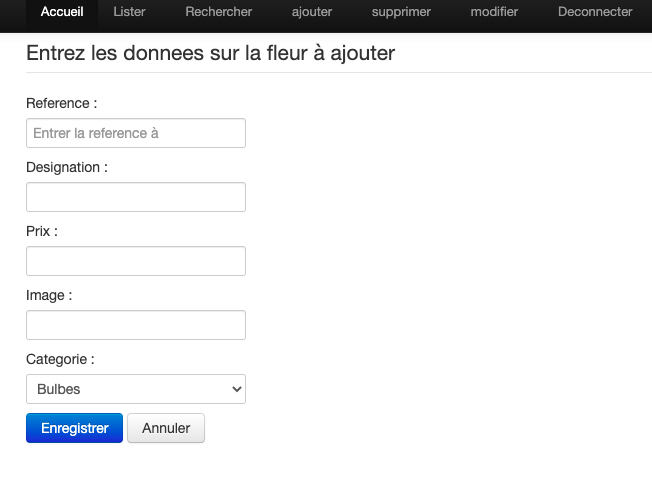 Accueil Lister Rechercher ajouter supprimer modifier Deconnecter
Entrez les donnees sur la fleur à ajouter
Reference :
Entrer la reference à
Designation :
Prix :
Image :
Categorie :
Bulbes
Enregistrer Annuler